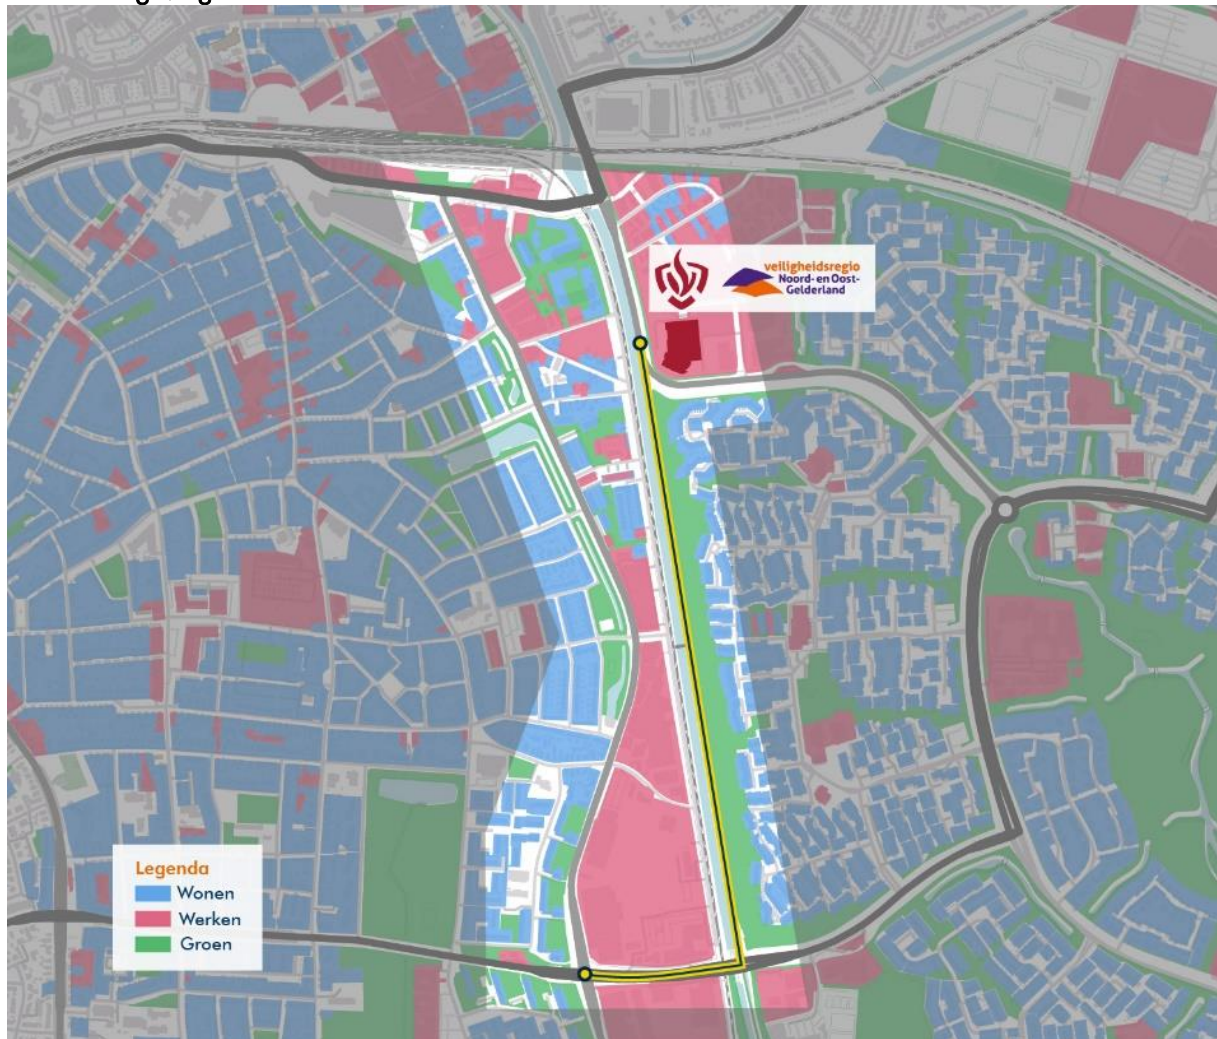 veiligheidsregio
Noord- en Oost-
Gelderland
Legenda
Wonen
Werken
Groen